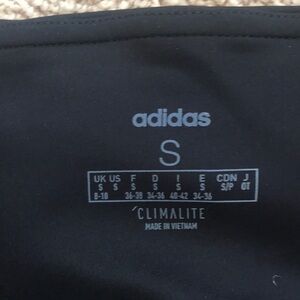 adidas
S
UK US F D I E CDN J
S S S S S S S/P OT
8-10 36-38 34-36 40-42 34-36
CLIMALITE
MADE IN VIETNAM